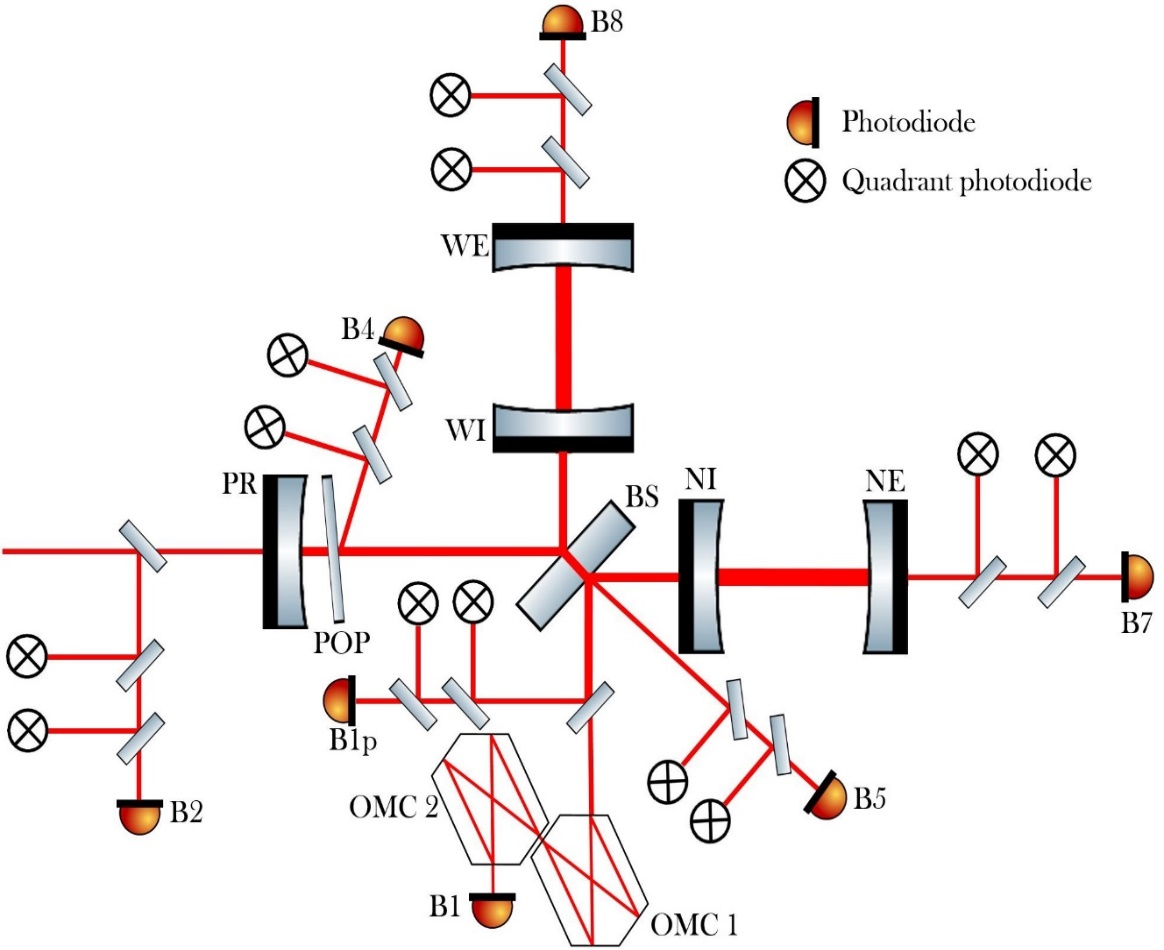 B8
Photodiode
Quadrant photodiode
WE
B4
WI
PR
BS
NI
NE
POP
B7
B1p
B2
OMC 2
B5
B1
OMC 1